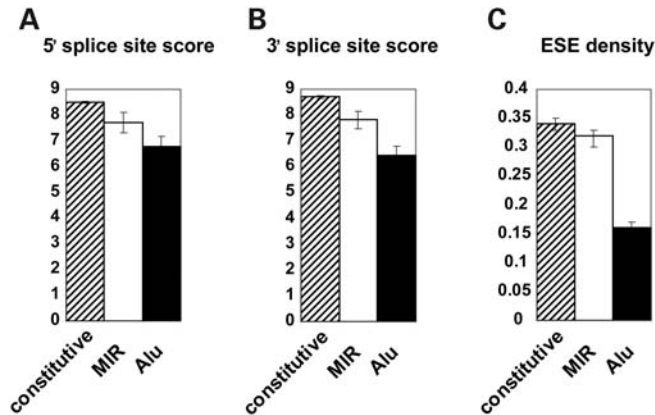 A
5' splice site score
9
8
7
6
5
4
3
2
1
0
constitutive
MIR
Alu
B
3' splice site score
9
8
7
6
5
4
3
2
1
0
constitutive
MIR
Alu
C
ESE density
0.4
0.35
0.3
0.25
0.2
0.15
0.1
0.05
0
constitutive
MIR
Alu